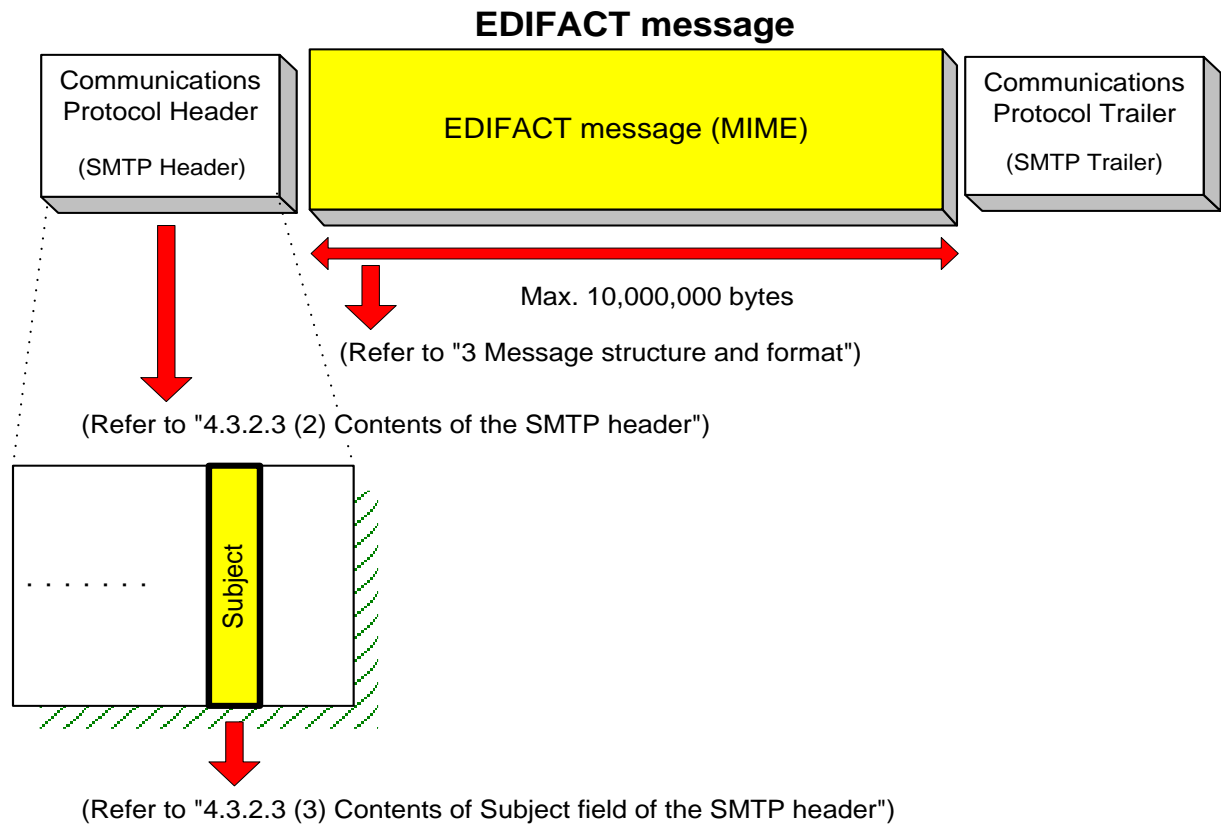 EDIFACT message
Communications
Protocol Header
(SMTP Header)
EDIFACT message (MIME)
Communications
Protocol Trailer
(SMTP Trailer)
Max. 10,000,000 bytes
(Refer to "3 Message structure and format")
(Refer to "4.3.2.3 (2) Contents of the SMTP header")
. . . . . . .
Subject
(Refer to "4.3.2.3 (3) Contents of Subject field of the SMTP header")